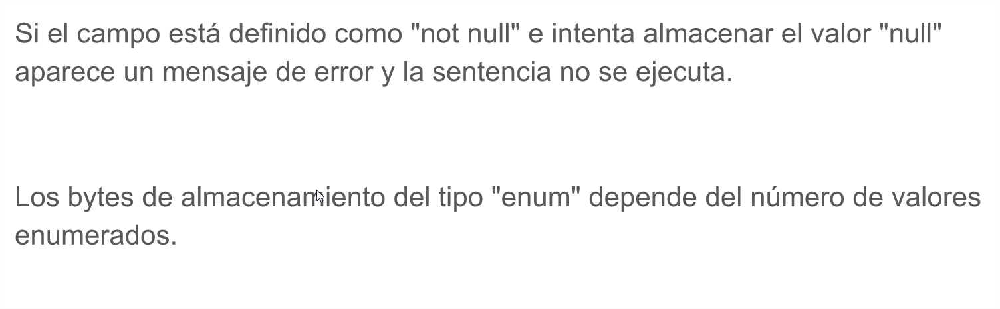 Si el campo está definido como "not null" e intenta almacenar el valor "null"
aparece un mensaje de error y la sentencia no se ejecuta.
Los bytes de almacenamiento del tipo "enum" depende del número de valores
enumerados.